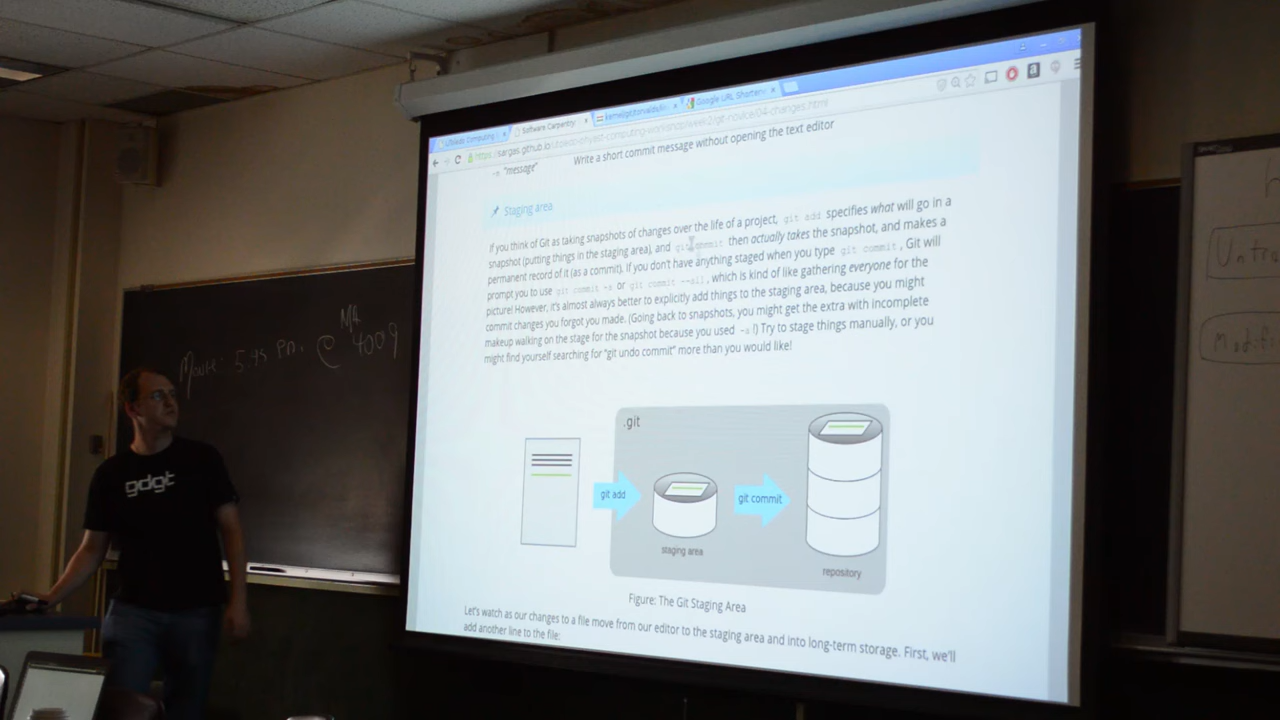 Software Carpentry
Google URL Shortene
-m "message"
Write a short commit message without opening the text editor
Staging area
If you think of Git as taking snapshots of changes over the life of a project, git add specifies what will go in a
snapshot (putting things in the staging area), and git commit then actually takes the snapshot, and makes a
permanent record of it (as a commit). If you don't have anything staged when you type git commit, Git will
prompt you to use git commit -a or git commit --all, which is kind of like gathering everyone for the
picture! However, it's almost always better to explicitly add things to the staging area, because you might
commit changes you forgot you made. (Going back to snapshots, you might get the extra with incomplete
makeup walking on the stage for the snapshot because you used -a!) Try to stage things manually, or you
might find yourself searching for "git undo commit" more than you would like!
.git
git add
git commit
staging area
repository
Figure: The Git Staging Area
Let's watch as our changes to a file move from our editor to the staging area and into long-term storage. First, we'll
add another line to the file:
5:45 pm @
4009
gdgt
Untra
Modifi